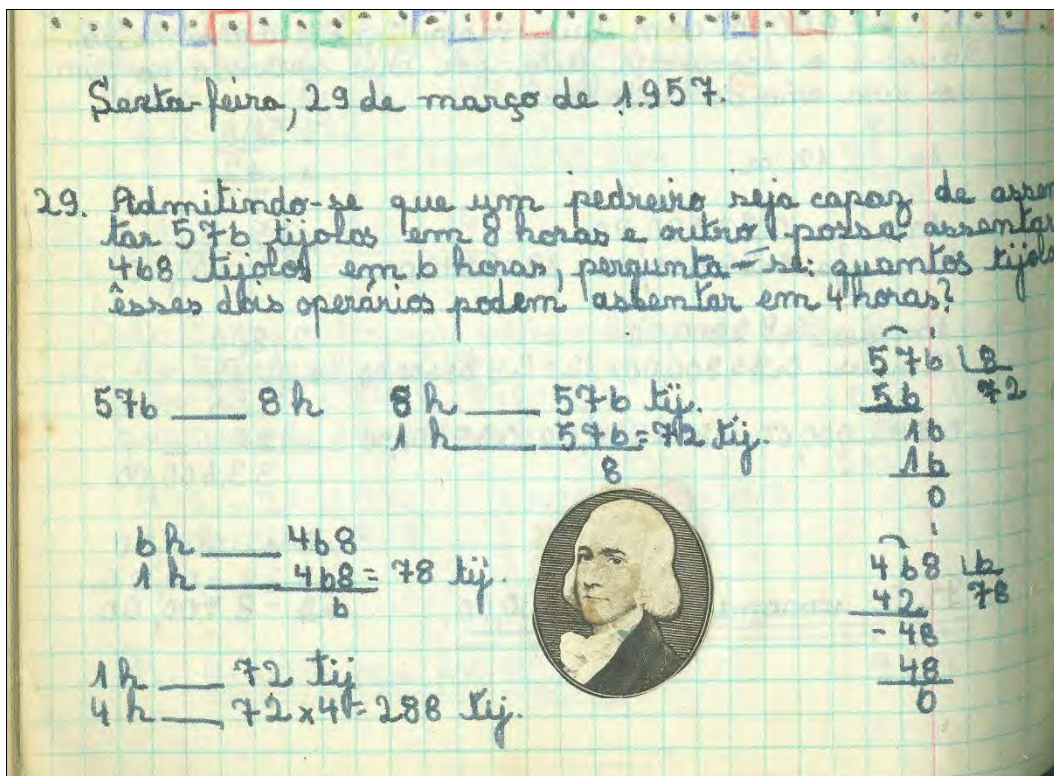 Sexta-feira, 29 de março de 1.957.
29. Admitindo-se que um pedreiro seja capaz de assen
tar 576 tijolos em 8 horas e outro possa assentar
468 tijolos em 6 horas, pergunta-se: quantos tijolo
êsses dois operários podem assentar em 4 horas?
576 ___ 8 h
8 h ___ 576 tij.
1 h ___ 576 = 72 tij.
8
576 8
56 72
16
16
0
6 h ___ 468
1 h ___ 468 = 78 tij.
6
468 6
42 78
- 48
48
0
1 h ___ 72 tij
4 h ___ 72 x 4 = 288 tij.